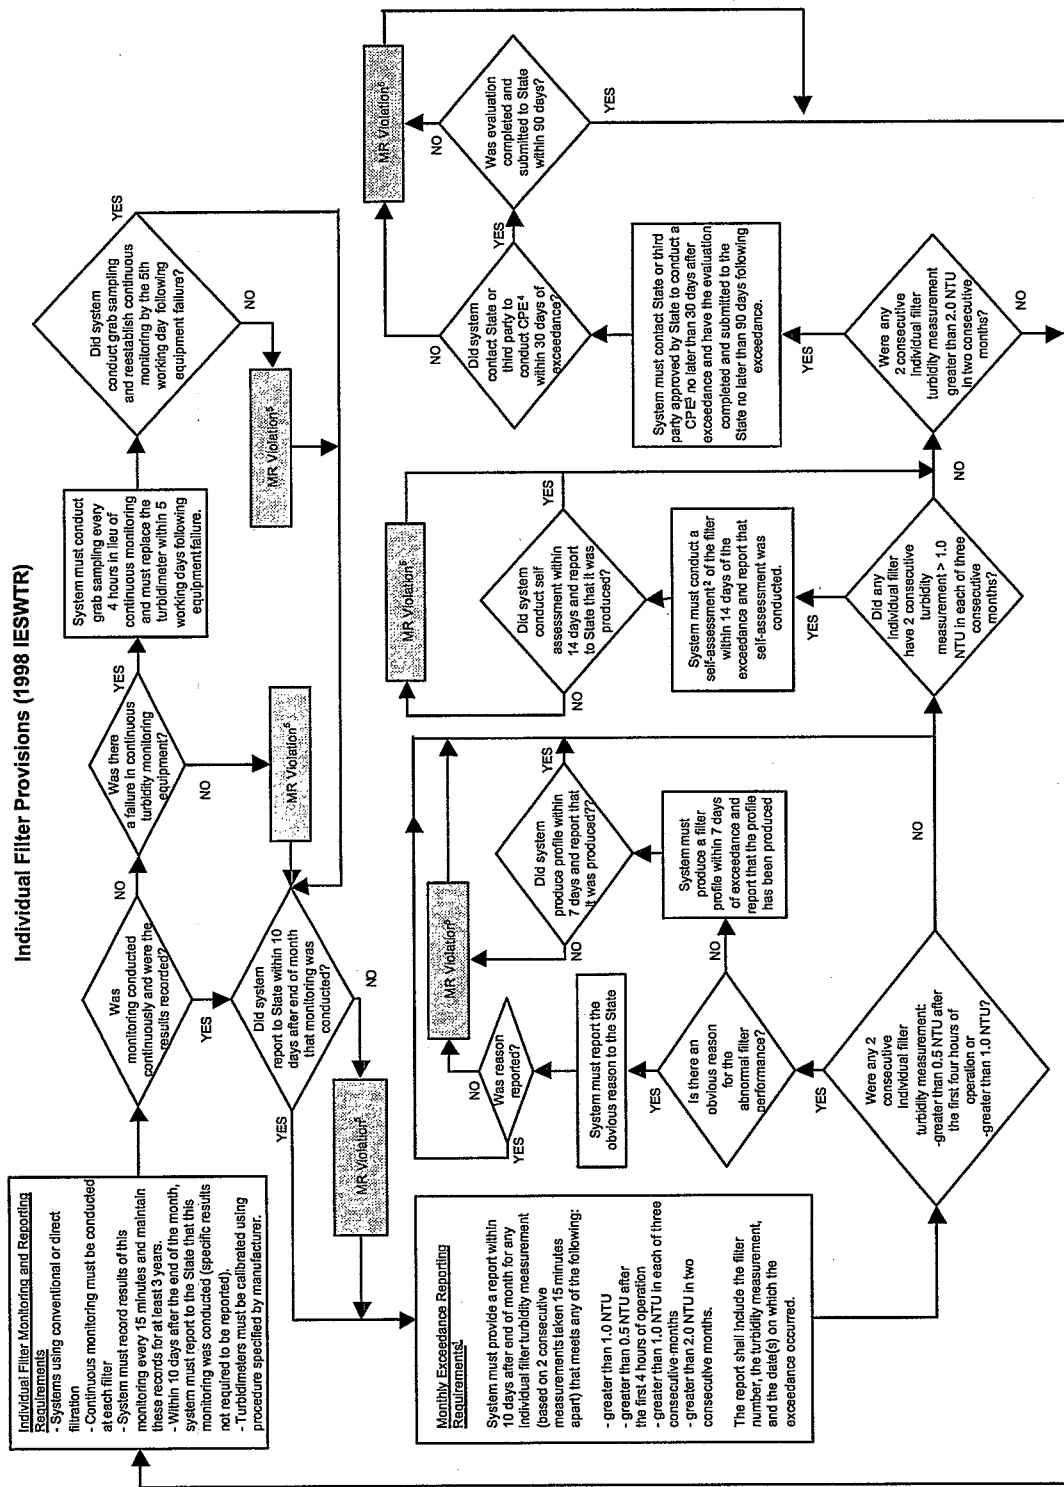 Individual Filter Provisions (1998 IESWTR)
Individual Filter Monitoring and Reporting
Requirements
- Systems using conventional or direct
filtration
- Continuous monitoring must be conducted
at each filter
- System must record results of this
monitoring every 15 minutes and maintain
these records for at least 3 years.
- Within 10 days after the end of the month,
system must report to the State that this
monitoring was conducted (specific results
not required to be reported).
- Turbidimeters must be calibrated using
procedure specified by manufacturer.
Was
monitoring conducted
continuously and were the
results recorded?
NO
YES
Was there
a failure in continuous
turbidity monitoring
equipment?
YES
NO
System must conduct
grab sampling every
4 hours in lieu of
continuous monitoring
and must replace the
turbidimeter within 5
working days following
equipment failure.
Did system
conduct grab sampling
and reestablish continuous
monitoring by the 5th
working day following
equipment failure?
YES
NO
MR Violation5
MR Violation5
Did system
report to State within 10
days after end of month
that monitoring was
conducted?
YES
NO
MR Violation5
Monthly Exceedance Reporting
Requirements1
System must provide a report within
10 days after end of month for any
individual filter turbidity measurement
(based on 2 consecutive
measurements taken 15 minutes
apart) that meets any of the following:
- greater than 1.0 NTU
- greater than 0.5 NTU after
the first 4 hours of operation
- greater than 1.0 NTU in each of three
consecutive months
- greater than 2.0 NTU in two
consecutive months.
The report shall include the filter
number, the turbidity measurement,
and the date(s) on which the
exceedance occurred.
Were any 2
consecutive
Individual filter
turbidity measurement:
-greater than 0.5 NTU after
the first four hours of
operation or
-greater than 1.0 NTU?
YES
NO
Is there an
obvious reason
for the
abnormal filter
performance?
YES
NO
System must report the
obvious reason to the State
Was reason
reported?
NO
YES
MR Violation5
System must
produce a filter
profile within 7 days
of exceedance and
report that the profile
has been produced
Did system
produce profile within
7 days and report that
it was produced??
NO
YES
Did any
Individual filter
have 2 consecutive
turbidity
measurement > 1.0
NTU in each of three
consecutive
months?
YES
NO
System must conduct a
self-assessment2 of the filter
within 14 days of the
exceedance and report that
self-assessment was
conducted.
Did system
conduct self
assessment within
14 days and report
to State that it was
produced?
NO
YES
MR Violation5
Were any
2 consecutive
Individual filter
turbidity measurement
greater than 2.0 NTU
in two consecutive
months?
YES
NO
System must contact State or third
party approved by State to conduct a
CPE3 no later than 30 days after
exceedance and have the evaluation
completed and submitted to the
State no later than 90 days following
exceedance.
Did system
contact State or
third party to
conduct CPE4
within 30 days of
exceedance?
NO
YES
Was evaluation
completed and
submitted to State
within 90 days?
NO
YES
MR Violation5